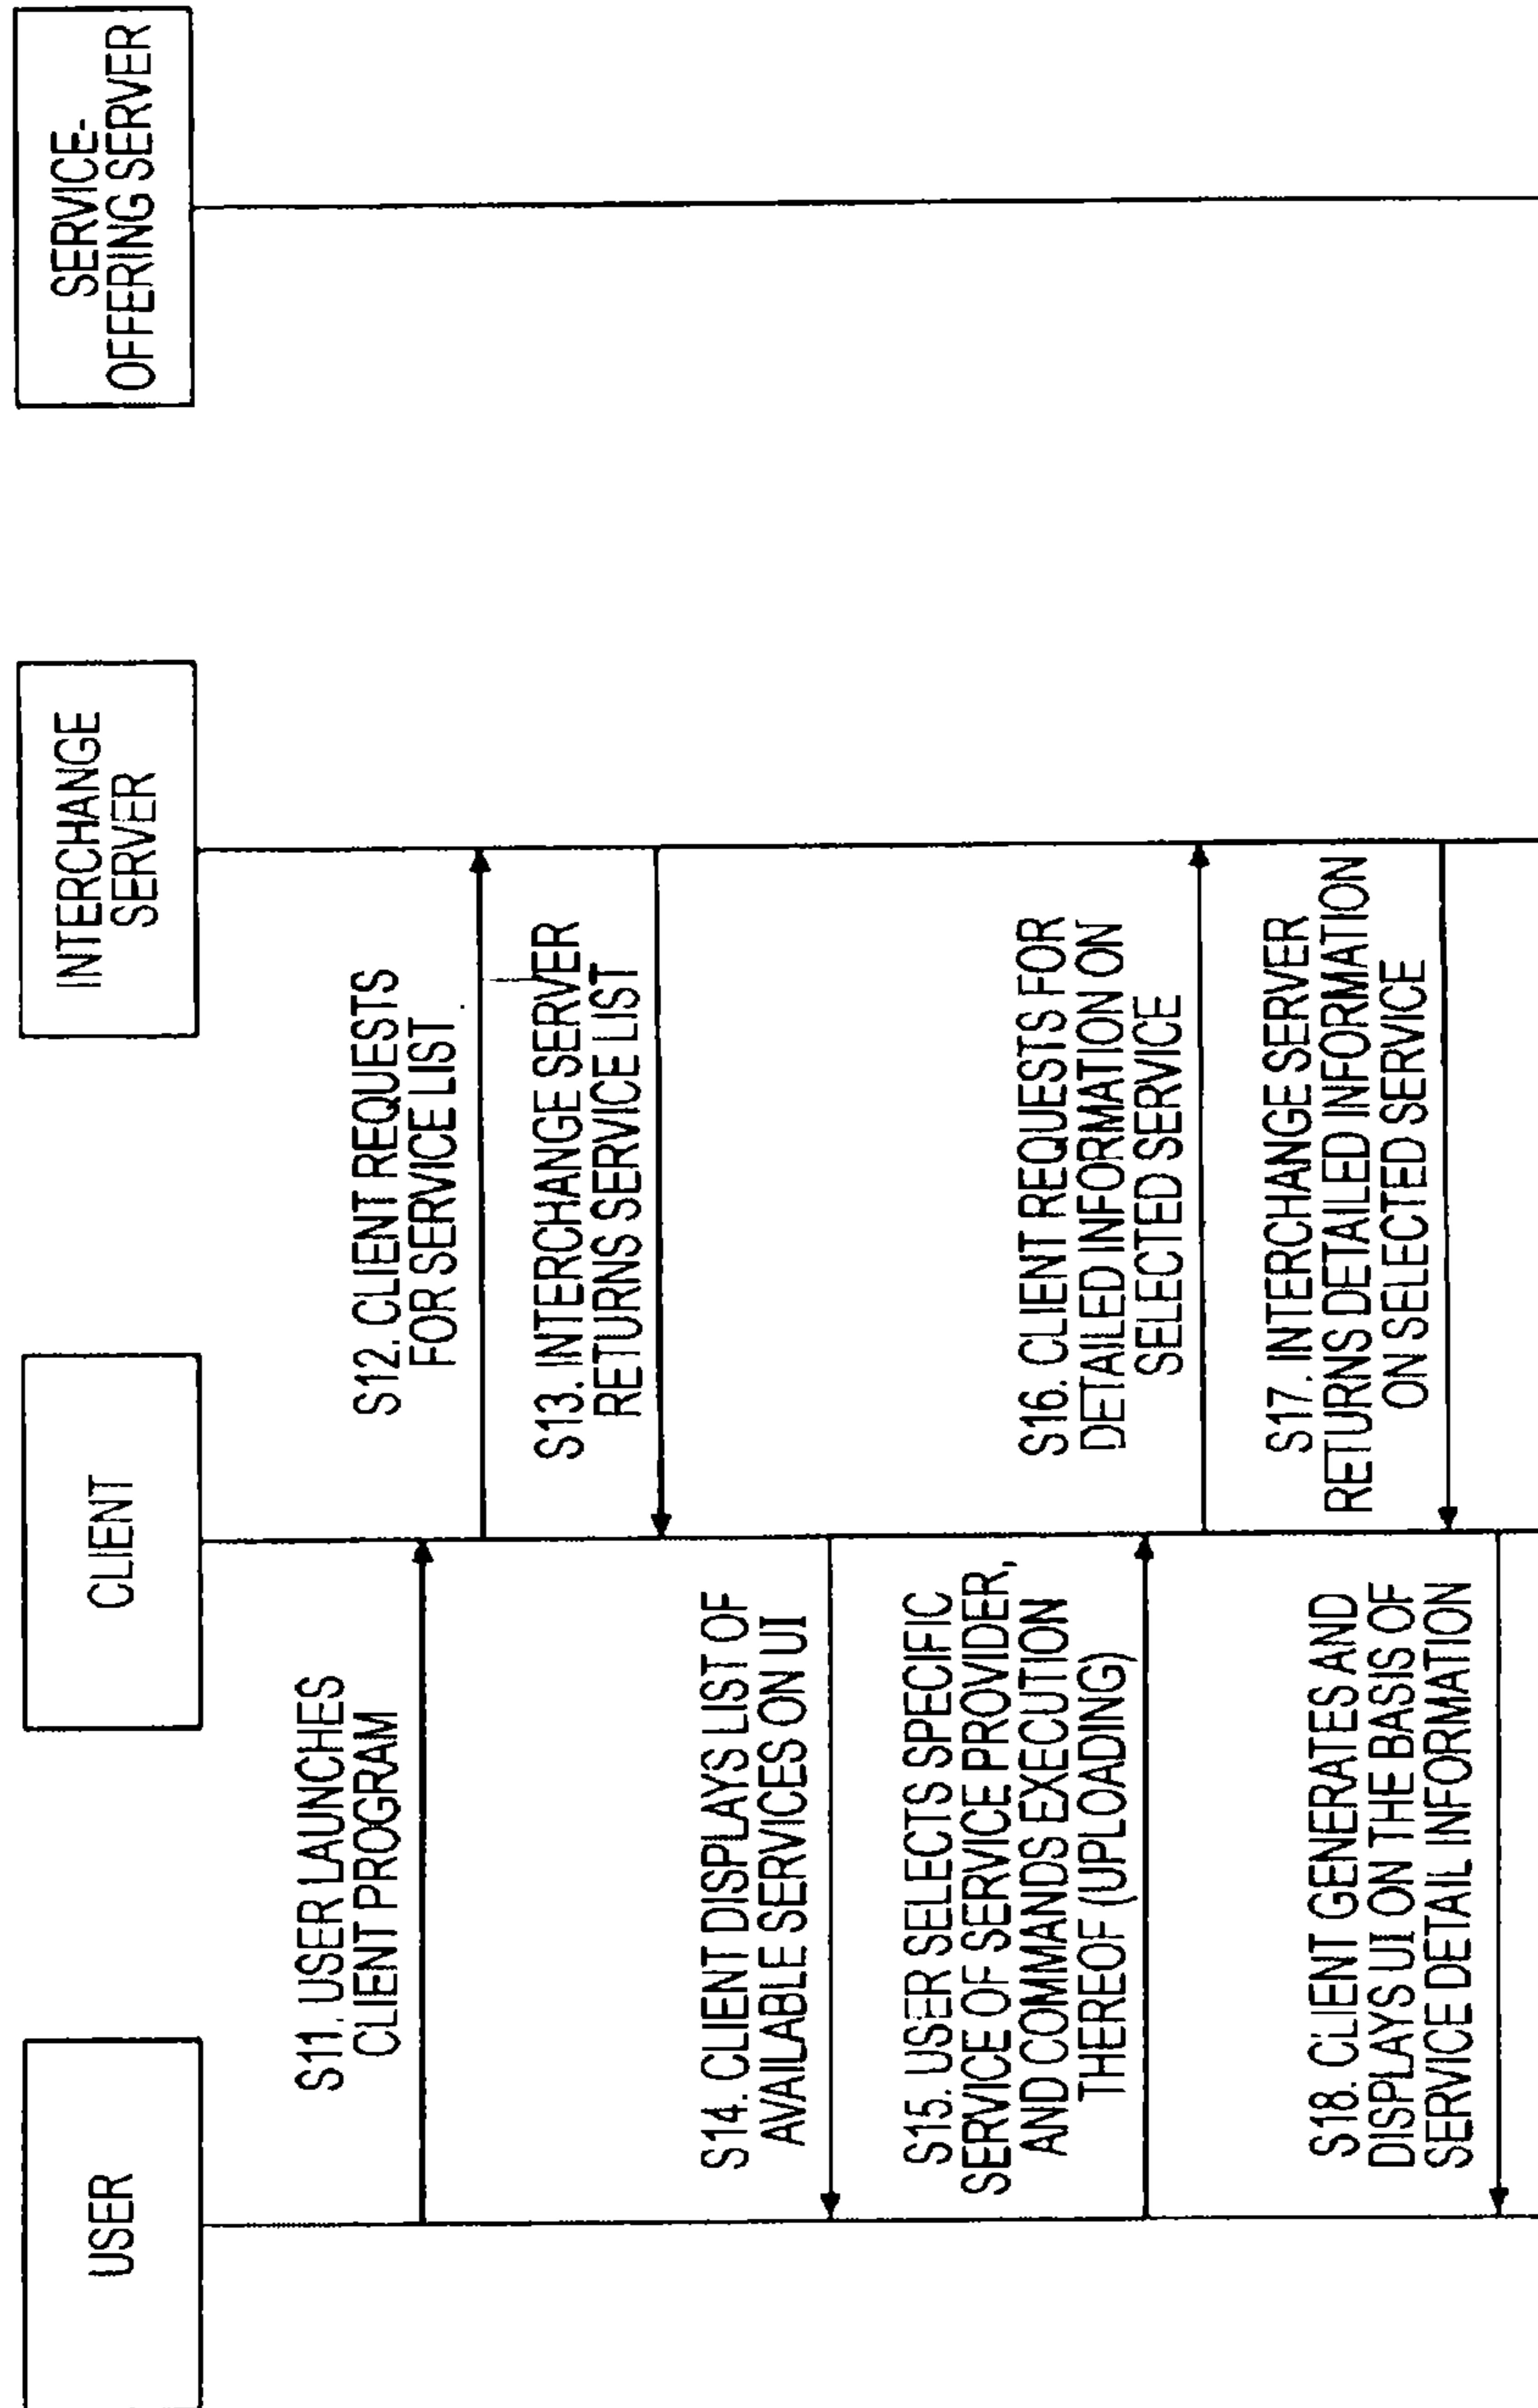 USER
CLIENT
INTERCHANGE
SERVER
SERVICE-
OFFERING SERVER
S11. USER LAUNCHES
CLIENT PROGRAM
S12. CLIENT REQUESTS
FOR SERVICE LIST
S13. INTERCHANGE SERVER
RETURNS SERVICE LIST
S14. CLIENT DISPLAYS LIST OF
AVAILABLE SERVICES ON UI
S15. USER SELECTS SPECIFIC
SERVICE OF SERVICE PROVIDER,
AND COMMANDS EXECUTION
THEREOF (UPLOADING)
S16. CLIENT REQUESTS FOR
DETAILED INFORMATION ON
SELECTED SERVICE
S17. INTERCHANGE SERVER
RETURNS DETAILED INFORMATION
ON SELECTED SERVICE
S18. CLIENT GENERATES AND
DISPLAYS UI ON THE BASIS OF
SERVICE DETAIL INFORMATION